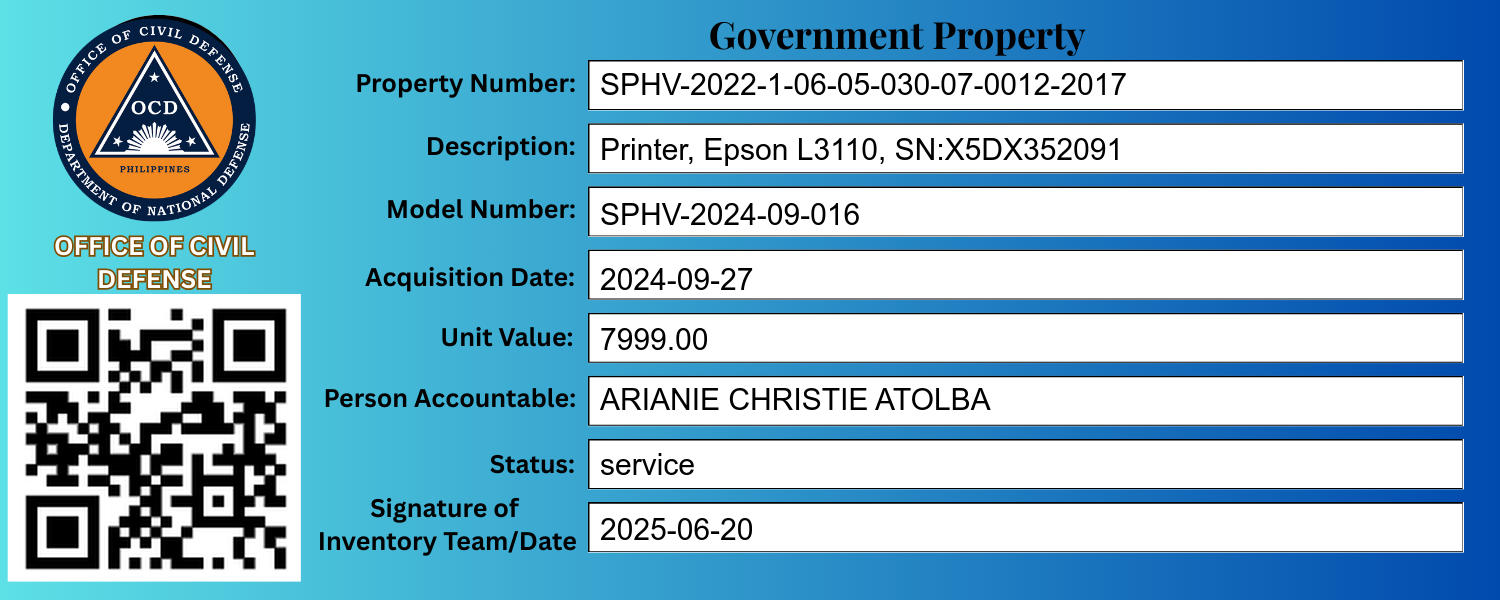 OFFICE OF CIVIL DEFENSE
OCD
PHILIPPINES
DEPARTMENT OF NATIONAL DEFENSE
OFFICE OF CIVIL
DEFENSE
Government Property
Property Number: SPHV-2022-1-06-05-030-07-0012-2017
Description: Printer, Epson L3110, SN:X5DX352091
Model Number: SPHV-2024-09-016
Acquisition Date: 2024-09-27
Unit Value: 7999.00
Person Accountable: ARIANIE CHRISTIE ATOLBA
Status: service
Signature of
Inventory Team/Date 2025-06-20